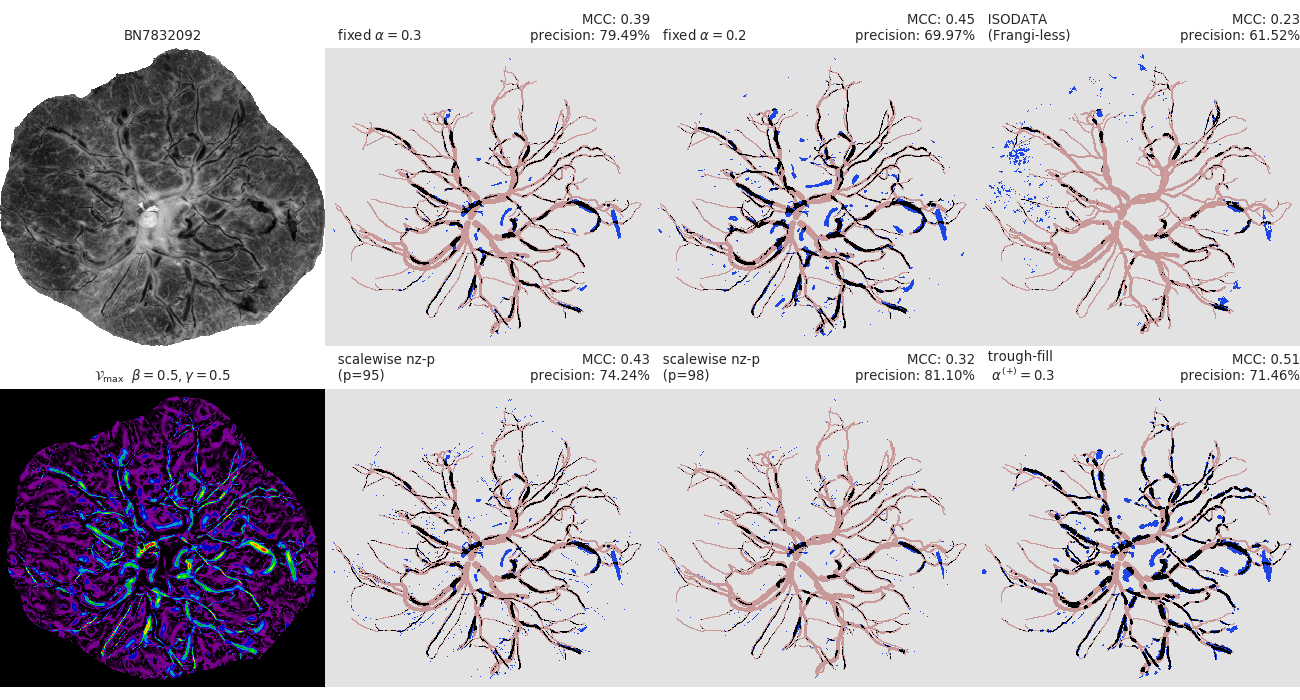 BN7832092
fixed α = 0.3
MCC: 0.39
precision: 79.49%
fixed α = 0.2
MCC: 0.45
precision: 69.97%
ISODATA
(Frangi-less)
MCC: 0.23
precision: 61.52%
𝒱max β = 0.5, γ = 0.5
scalewise nz-p
(p=95)
MCC: 0.43
precision: 74.24%
scalewise nz-p
(p=98)
MCC: 0.32
precision: 81.10%
trough-fill
α(+) = 0.3
MCC: 0.51
precision: 71.46%